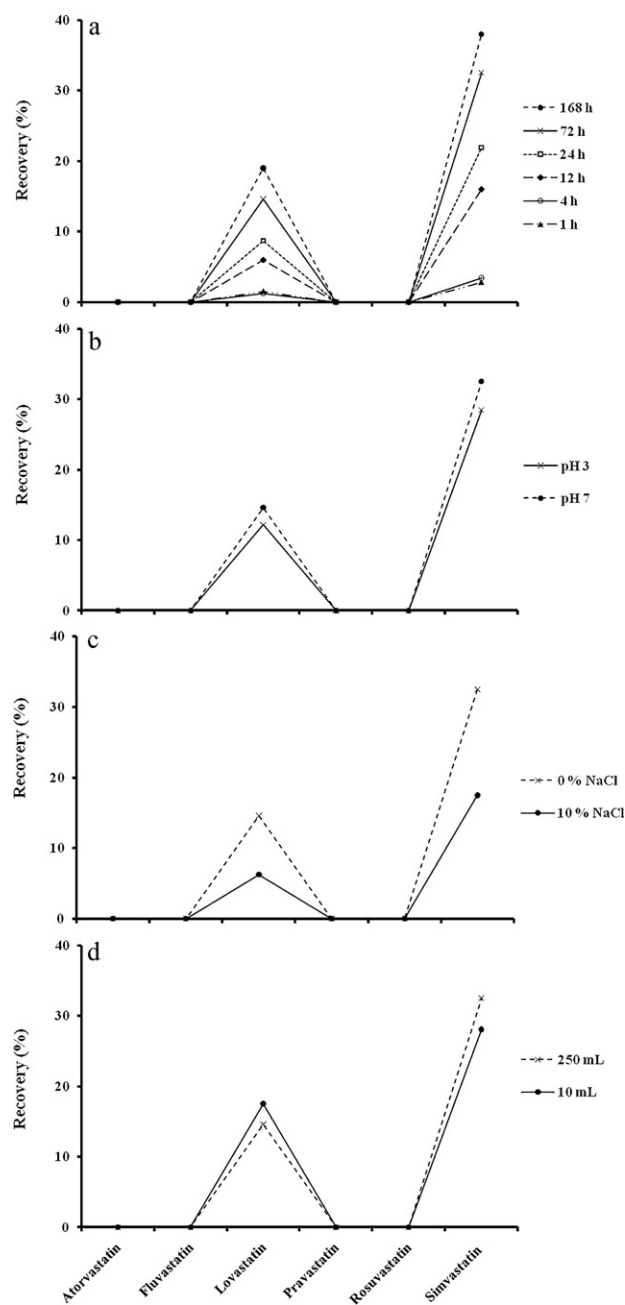 a
40
30
20
10
0
Recovery (%)
168 h
72 h
24 h
12 h
4 h
1 h
b
40
30
20
10
0
Recovery (%)
pH 3
pH 7
c
40
30
20
10
0
Recovery (%)
0 % NaCl
10 % NaCl
d
40
30
20
10
0
Recovery (%)
250 mL
10 mL
Atorvastatin
Fluvastatin
Lovastatin
Pravastatin
Rosuvastatin
Simvastatin